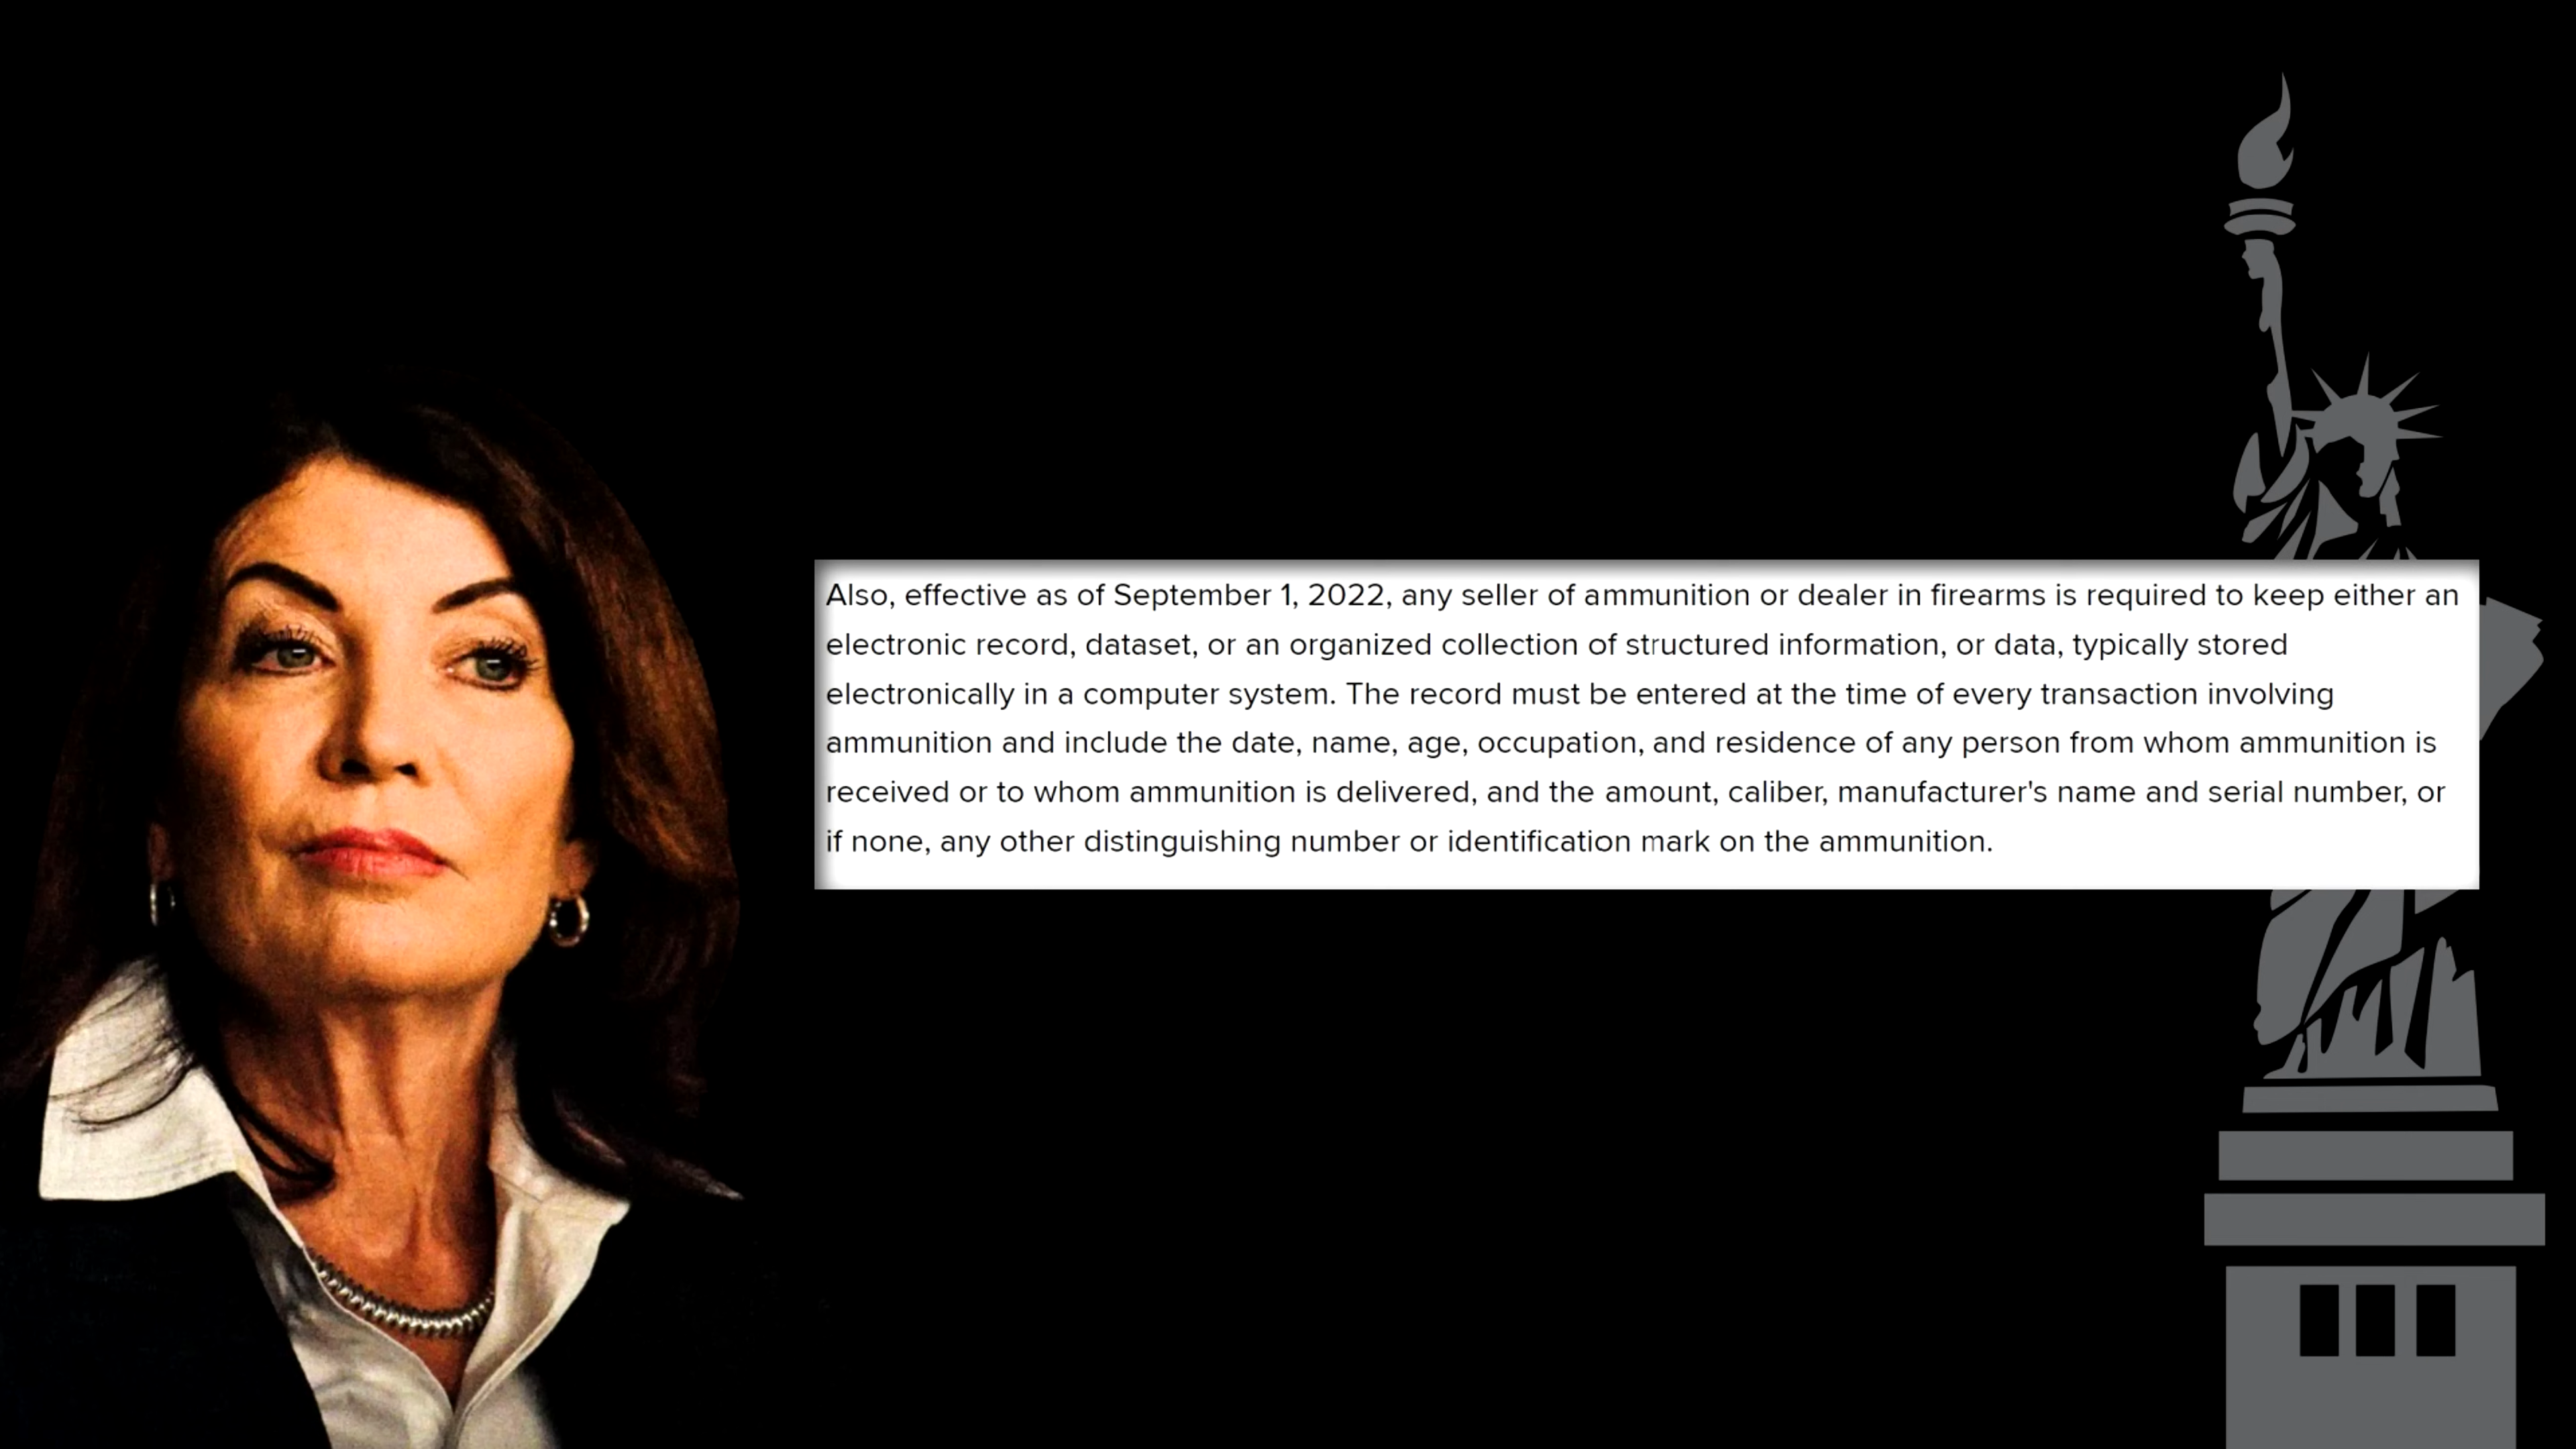 Also, effective as of September 1, 2022, any seller of ammunition or dealer in firearms is required to keep either an
electronic record, dataset, or an organized collection of structured information, or data, typically stored
electronically in a computer system. The record must be entered at the time of every transaction involving
ammunition and include the date, name, age, occupation, and residence of any person from whom ammunition is
received or to whom ammunition is delivered, and the amount, caliber, manufacturer's name and serial number, or
if none, any other distinguishing number or identification mark on the ammunition.